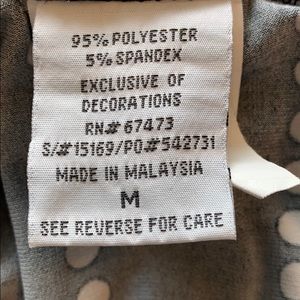 95% POLYESTER
5% SPANDEX
EXCLUSIVE OF
DECORATIONS
RN# 67473
S/#15169/PO#542731
MADE IN MALAYSIA
M
SEE REVERSE FOR CARE